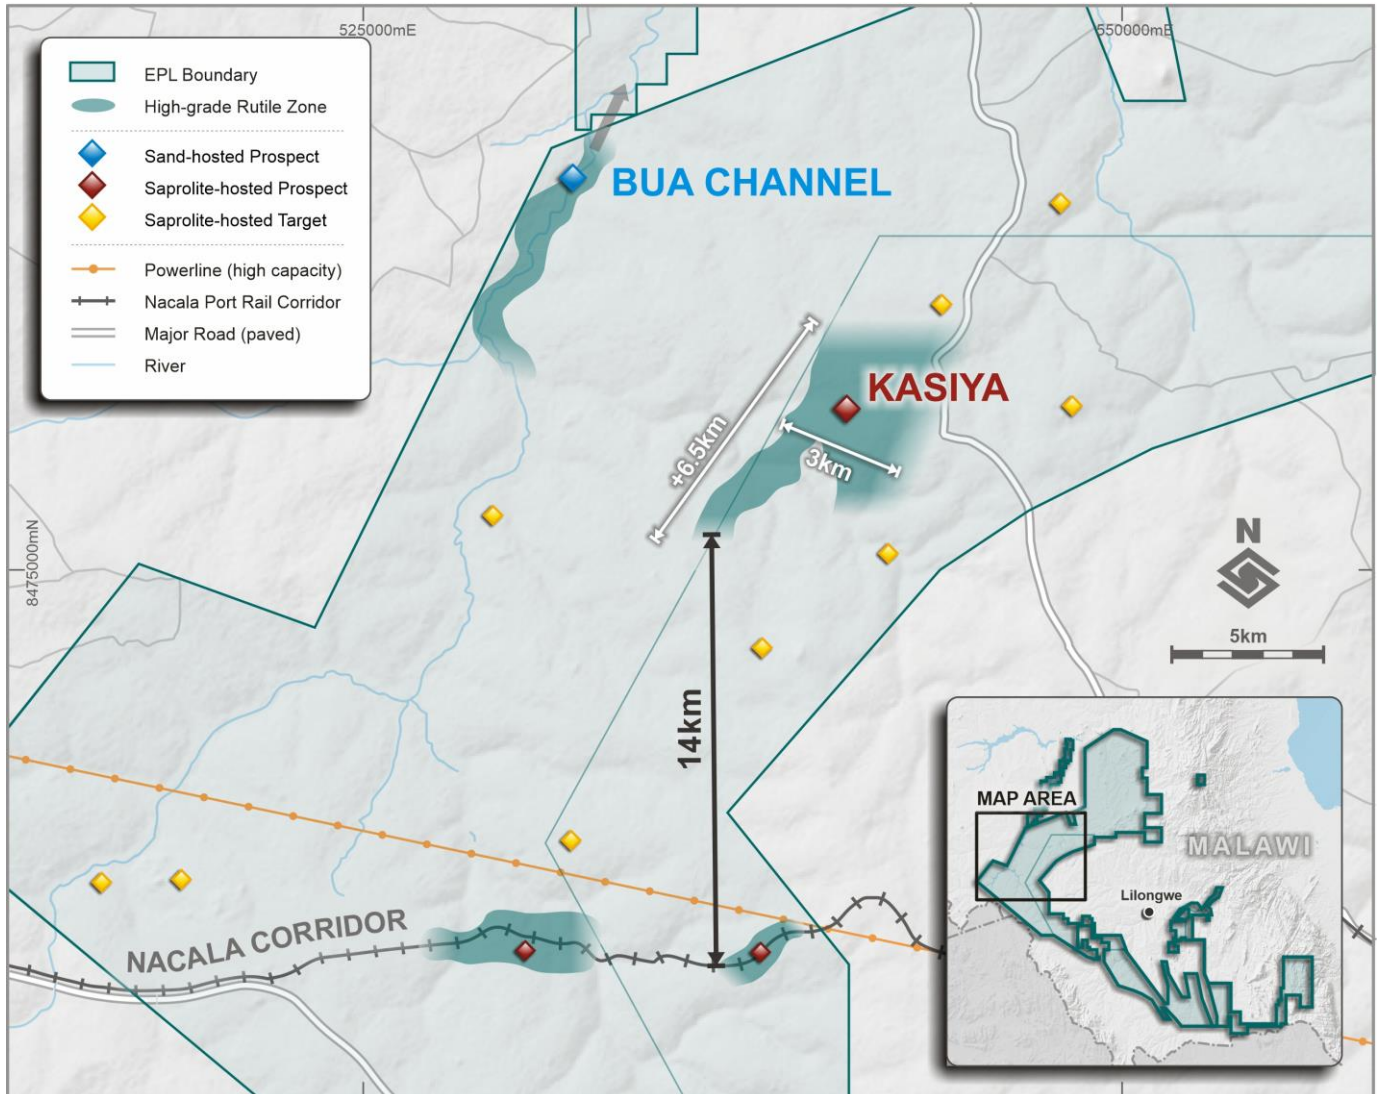 525000mE
550000mE
EPL Boundary
High-grade Rutile Zone
Sand-hosted Prospect
Saprolite-hosted Prospect
Saprolite-hosted Target
Powerline (high capacity)
Nacala Port Rail Corridor
Major Road (paved)
River
BUA CHANNEL
KASIYA
+6.5km
3km
8475000mN
N
5km
14km
MAP AREA
MALAWI
Lilongwe
NACALA CORRIDOR